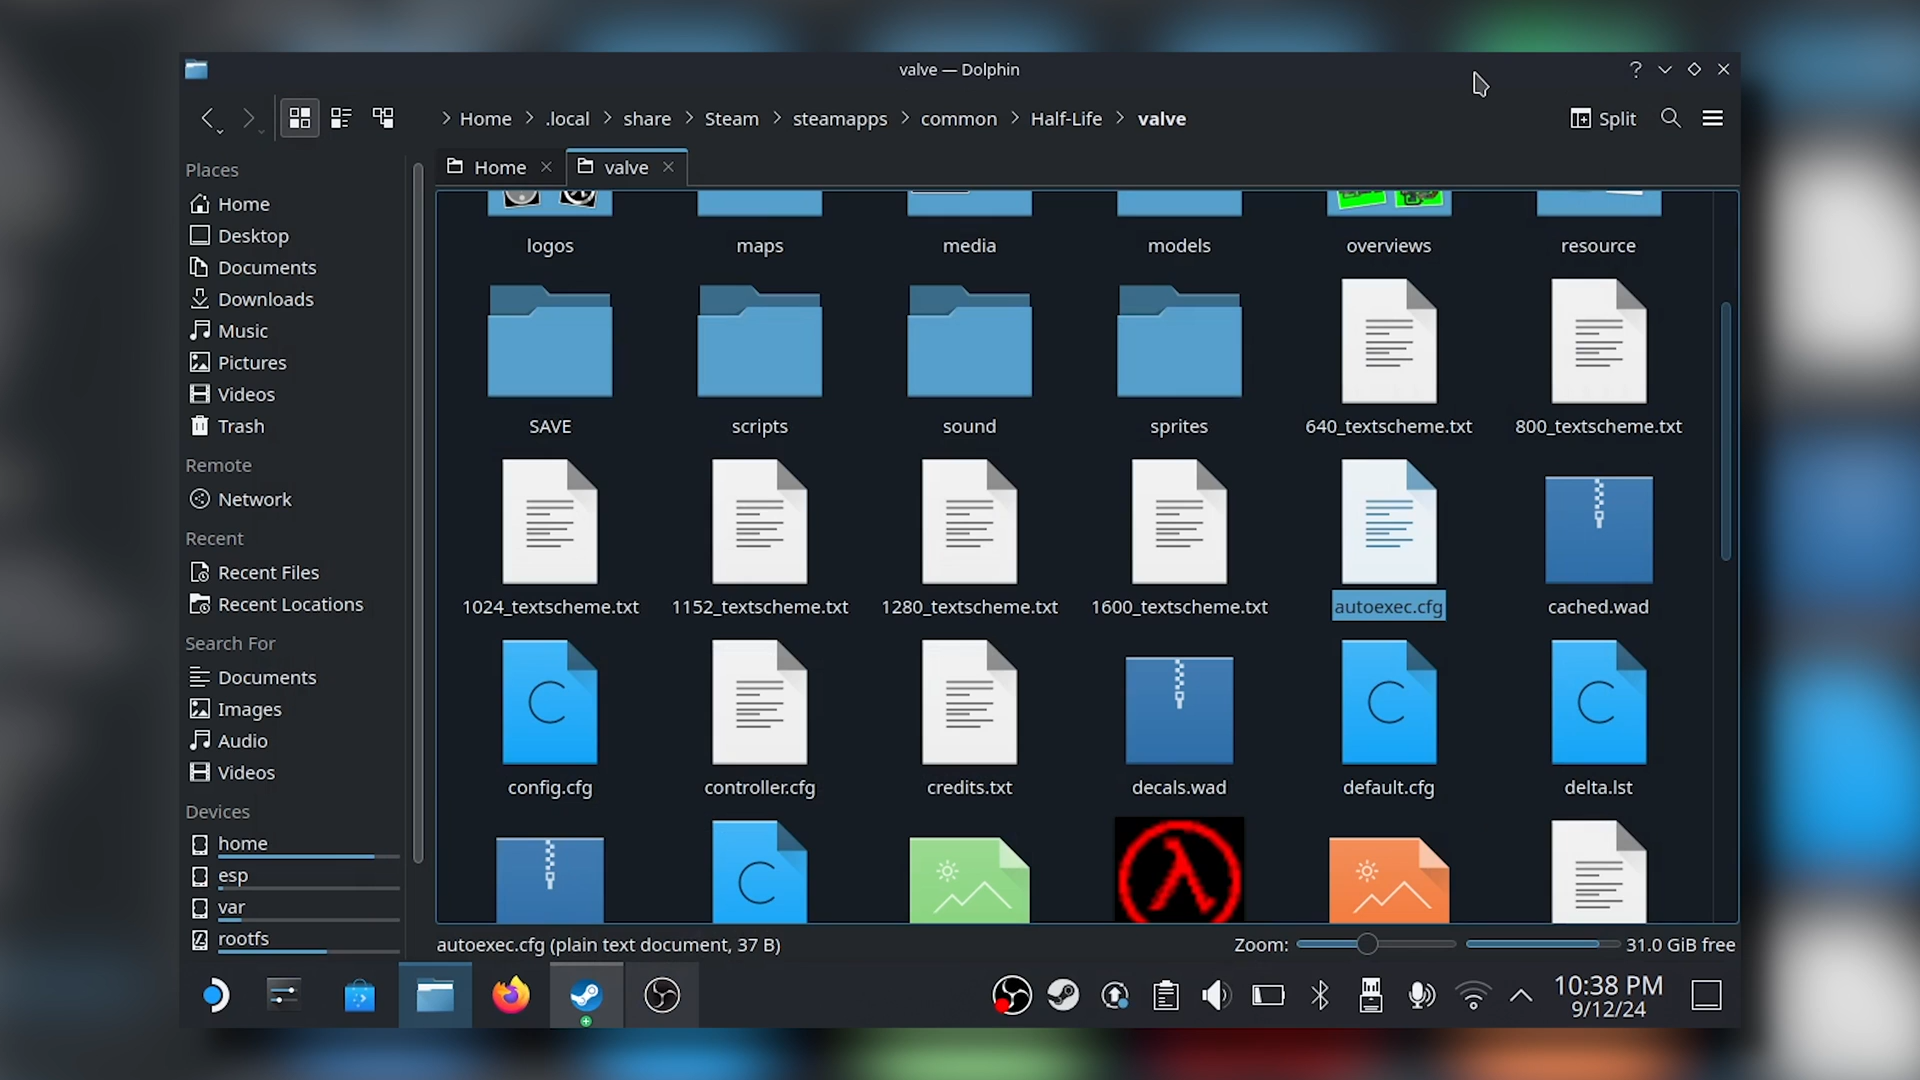 valve — Dolphin
Home
.local
share
Steam
steamapps
common
Half-Life
valve
Split
Places
Home
Desktop
Documents
Downloads
Music
Pictures
Videos
Trash
Remote
Network
Recent
Recent Files
Recent Locations
Search For
Documents
Images
Audio
Videos
Devices
home
esp
var
rootfs
Home
valve
logos
maps
media
models
overviews
resource
SAVE
scripts
sound
sprites
640_textscheme.txt
800_textscheme.txt
1024_textscheme.txt
1152_textscheme.txt
1280_textscheme.txt
1600_textscheme.txt
autoexec.cfg
cached.wad
config.cfg
controller.cfg
credits.txt
decals.wad
default.cfg
delta.lst
autoexec.cfg (plain text document, 37 B)
Zoom:
31.0 GiB free
10:38 PM
9/12/24